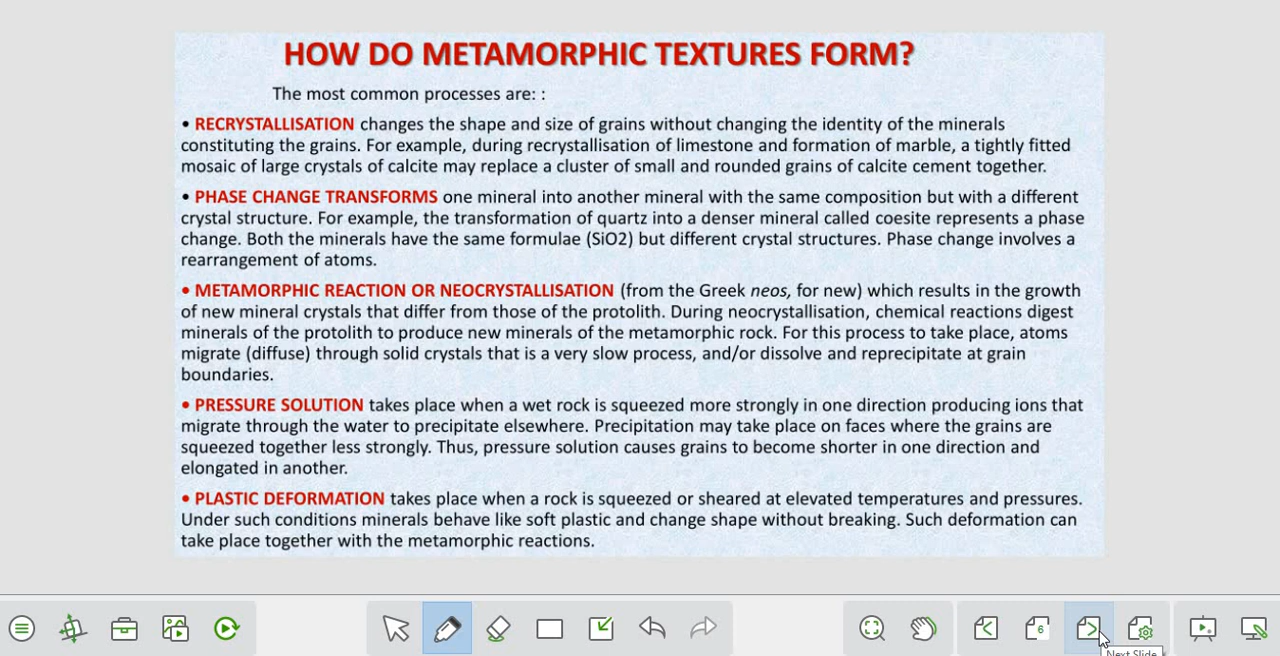 HOW DO METAMORPHIC TEXTURES FORM?
The most common processes are: :
• RECRYSTALLISATION changes the shape and size of grains without changing the identity of the minerals
constituting the grains. For example, during recrystallisation of limestone and formation of marble, a tightly fitted
mosaic of large crystals of calcite may replace a cluster of small and rounded grains of calcite cement together.
• PHASE CHANGE TRANSFORMS one mineral into another mineral with the same composition but with a different
crystal structure. For example, the transformation of quartz into a denser mineral called coesite represents a phase
change. Both the minerals have the same formulae (SiO2) but different crystal structures. Phase change involves a
rearrangement of atoms.
• METAMORPHIC REACTION OR NEOCRYSTALLISATION (from the Greek neos, for new) which results in the growth
of new mineral crystals that differ from those of the protolith. During neocrystallisation, chemical reactions digest
minerals of the protolith to produce new minerals of the metamorphic rock. For this process to take place, atoms
migrate (diffuse) through solid crystals that is a very slow process, and/or dissolve and reprecipitate at grain
boundaries.
• PRESSURE SOLUTION takes place when a wet rock is squeezed more strongly in one direction producing ions that
migrate through the water to precipitate elsewhere. Precipitation may take place on faces where the grains are
squeezed together less strongly. Thus, pressure solution causes grains to become shorter in one direction and
elongated in another.
• PLASTIC DEFORMATION takes place when a rock is squeezed or sheared at elevated temperatures and pressures.
Under such conditions minerals behave like soft plastic and change shape without breaking. Such deformation can
take place together with the metamorphic reactions.
6
Next Slide